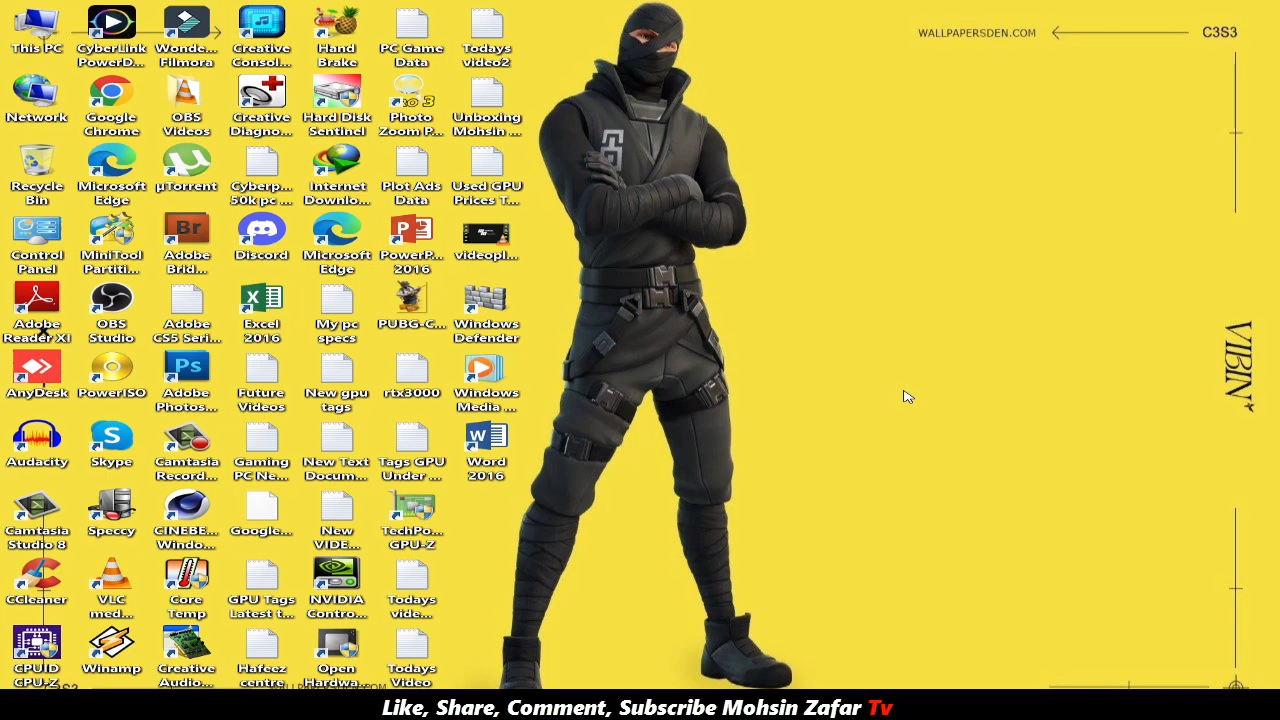 This PC
CyberLink
PowerD...
Wonde...
Filmora
Creative
Consol...
Hand
Brake
PC Game
Data
Todays
video2
WALLPAPERSDEN.COM
C3S3
Network
Google
Chrome
OBS
Videos
Creative
Diagno...
Hard Disk
Sentinel
Photo
Zoom P...
Unboxing
Mohsin ...
Recycle
Bin
Microsoft
Edge
µTorrent
Cyberp...
50k pc ...
Internet
Downlo...
Plot Ads
Data
Used GPU
Prices T...
Control
Panel
MiniTool
Partiti...
Br
Adobe
Brid...
Discord
Microsoft
Edge
PowerP...
2016
videopl...
Adobe
Reader XI
OBS
Studio
Adobe
CS5 Seri...
Excel
2016
My pc
specs
PUBG-C...
Windows
Defender
VIBIN
AnyDesk
PowerISO
Ps
Adobe
Photos...
Future
Videos
New gpu
tags
rtx3000
Windows
Media ...
Audacity
Skype
Camtasia
Record...
Gaming
PC Ne...
New Text
Docum...
Tags GPU
Under ...
Word
2016
Camtasia
Studio 8
Speccy
CINEBE...
Windo...
Google...
New
VIDE...
TechPo...
GPU-Z
CCleaner
VLC
med...
Core
Temp
GPU Tags
Latest t...
NVIDIA
Contro...
Todays
vide...
CPUID
CPU-Z
Winamp
Creative
Audio...
Hafeez
centre
Open
Hardwa...
Todays
Video
Like, Share, Comment, Subscribe Mohsin Zafar Tv